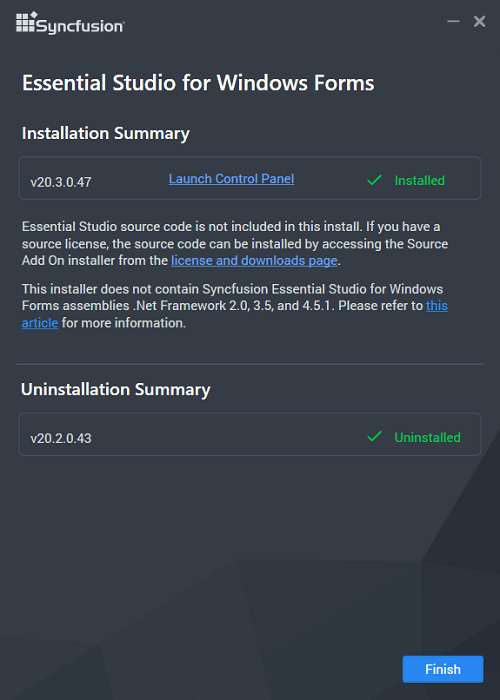 Syncfusion®
Essential Studio for Windows Forms
Installation Summary
v20.3.0.47 Launch Control Panel Installed
Essential Studio source code is not included in this install. If you have a
source license, the source code can be installed by accessing the Source
Add On installer from the license and downloads page.
This installer does not contain Syncfusion Essential Studio for Windows
Forms assemblies .Net Framework 2.0, 3.5, and 4.5.1. Please refer to this
article for more information.
Uninstallation Summary
v20.2.0.43 Uninstalled
Finish